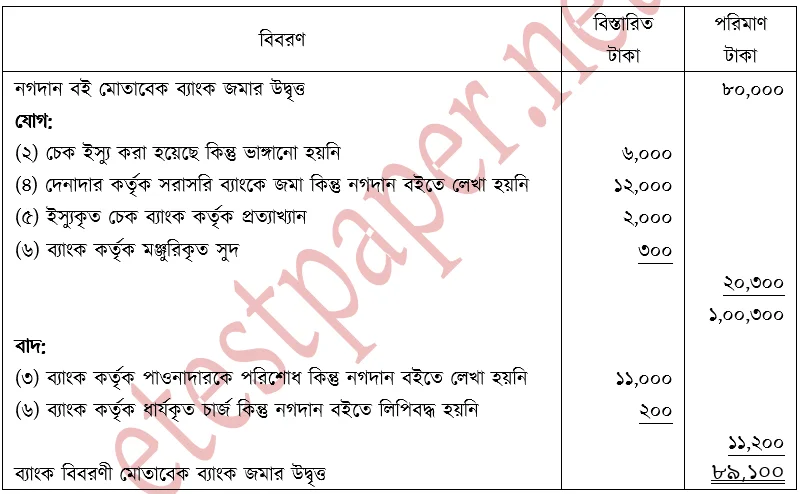 বিবরণ
বিস্তারিত
টাকা
পরিমাণ
টাকা
নগদান বই মোতাবেক ব্যাংক জমার উদ্বৃত্ত ৮০,০০০
যোগ:
(২) চেক ইস্যু করা হয়েছে কিন্তু ভাঙ্গানো হয়নি ৬,০০০
(৪) দেনাদার কর্তৃক সরাসরি ব্যাংকে জমা কিন্তু নগদান বইতে লেখা হয়নি ১২,০০০
(৫) ইস্যুকৃত চেক ব্যাংক কর্তৃক প্রত্যাখ্যান ২,০০০
(৬) ব্যাংক কর্তৃক মঞ্জুরিকৃত সুদ ৩০০
২০,৩০০
১,০০,৩০০
বাদ:
(৩) ব্যাংক কর্তৃক পাওনাদারকে পরিশোধ কিন্তু নগদান বইতে লেখা হয়নি ১১,০০০
(৬) ব্যাংক কর্তৃক ধার্যকৃত চার্জ কিন্তু নগদান বইতে লিপিবদ্ধ হয়নি ২০০
১১,২০০
ব্যাংক বিবরণী মোতাবেক ব্যাংক জমার উদ্বৃত্ত ৮৯,১০০
etestpaper.net